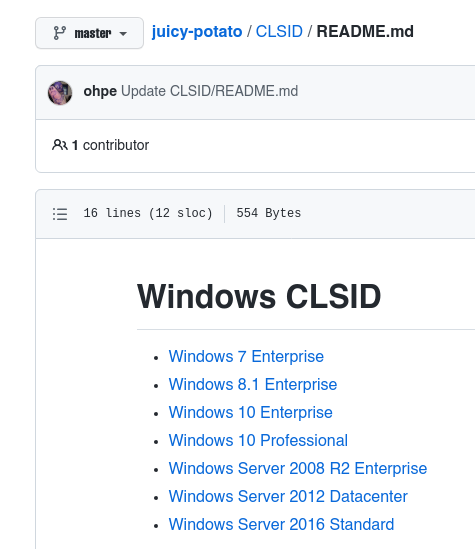 master juicy-potato / CLSID / README.md
ohpe Update CLSID/README.md
1 contributor
16 lines (12 sloc) 554 Bytes
Windows CLSID
Windows 7 Enterprise
Windows 8.1 Enterprise
Windows 10 Enterprise
Windows 10 Professional
Windows Server 2008 R2 Enterprise
Windows Server 2012 Datacenter
Windows Server 2016 Standard